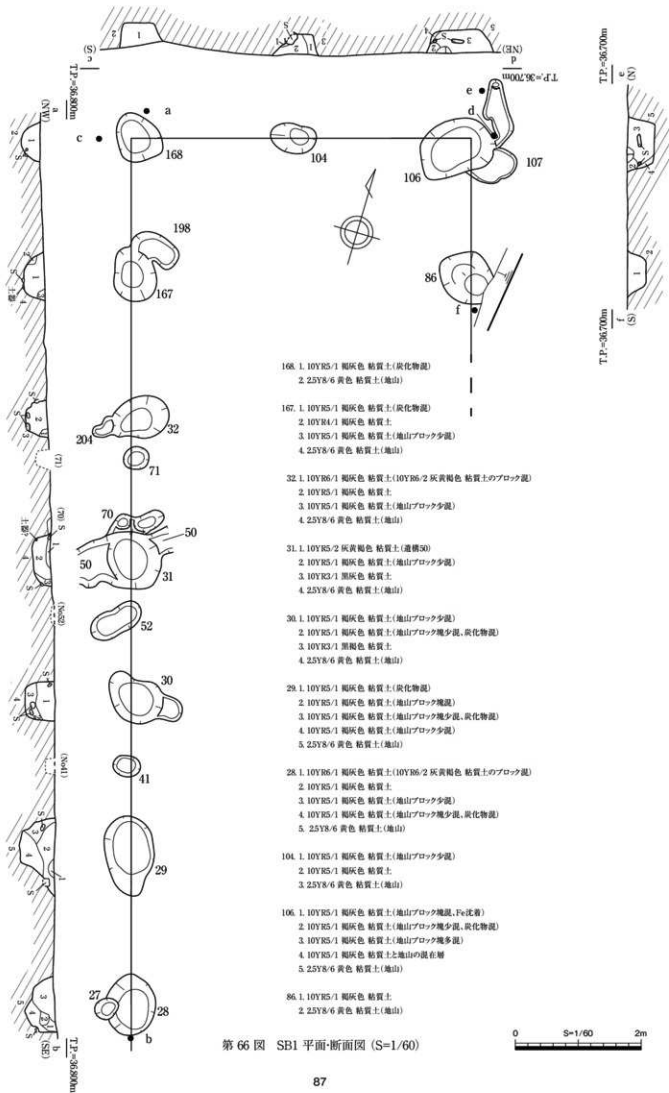 (S)
c
T.P.=36.800m
(NE)
d
T.P.=36.700m
e
(N)
T.P.=36.700m
a
(NW)
T.P.=36.800m
f
(S)
T.P.=36.700m
a
c
168
104
e
d
106
107
198
167
86
f
204
32
71
70
50
50
31
52
30
41
29
27
28
b
(71)
(70)
土器?
土器?
(No52)
(No41)
b
(SE)
T.P.=36.800m
168. 1. 10YR5/1 褐灰色 粘質土(炭化物混)
2. 2.5Y8/6 黄色 粘質土(地山)
167. 1. 10YR5/1 褐灰色 粘質土(炭化物混)
2. 10YR4/1 褐灰色 粘質土
3. 10YR5/1 褐灰色 粘質土(地山ブロック少混)
4. 2.5Y8/6 黄色 粘質土(地山)
32. 1. 10YR6/1 褐灰色 粘質土(10YR6/2 灰黄褐色 粘質土のブロック混)
2. 10YR5/1 褐灰色 粘質土
3. 10YR5/1 褐灰色 粘質土(地山ブロック少混)
4. 2.5Y8/6 黄色 粘質土(地山)
31. 1. 10YR5/2 灰黄褐色 粘質土(遺構50)
2. 10YR5/1 褐灰色 粘質土(地山ブロック少混)
3. 10YR3/1 黒灰色 粘質土
4. 2.5Y8/6 黄色 粘質土(地山)
30. 1. 10YR5/1 褐灰色 粘質土(地山ブロック少混)
2. 10YR5/1 褐灰色 粘質土(地山ブロック塊少混、炭化物混)
3. 10YR3/1 黒褐色 粘質土
4. 2.5Y8/6 黄色 粘質土(地山)
29. 1. 10YR5/1 褐灰色 粘質土(炭化物混)
2. 10YR5/1 褐灰色 粘質土(地山ブロック塊混)
3. 10YR5/1 褐灰色 粘質土(地山ブロック塊少混、炭化物混)
4. 10YR5/1 褐灰色 粘質土(地山ブロック少混)
5. 2.5Y8/6 黄色 粘質土(地山)
28. 1. 10YR6/1 褐灰色 粘質土(10YR6/2 灰黄褐色 粘質土のブロック混)
2. 10YR5/1 褐灰色 粘質土
3. 10YR5/1 褐灰色 粘質土(地山ブロック少混)
4. 10YR5/1 褐灰色 粘質土(地山ブロック塊少混、炭化物混)
5. 2.5Y8/6 黄色 粘質土(地山)
104. 1. 10YR5/1 褐灰色 粘質土(地山ブロック少混)
2. 10YR5/1 褐灰色 粘質土
3. 2.5Y8/6 黄色 粘質土(地山)
106. 1. 10YR5/1 褐灰色 粘質土(地山ブロック塊混、Fe沈着)
2. 10YR5/1 褐灰色 粘質土(地山ブロック塊少混、炭化物混)
3. 10YR5/1 褐灰色 粘質土(地山ブロック塊多混)
4. 10YR5/1 褐灰色 粘質土と地山の混在層
5. 2.5Y8/6 黄色 粘質土(地山)
86. 1. 10YR5/1 褐灰色 粘質土
2. 2.5Y8/6 黄色 粘質土(地山)
第 66 図 SB1 平面・断面図 (S=1/60)
0 S=1/60 2m
87